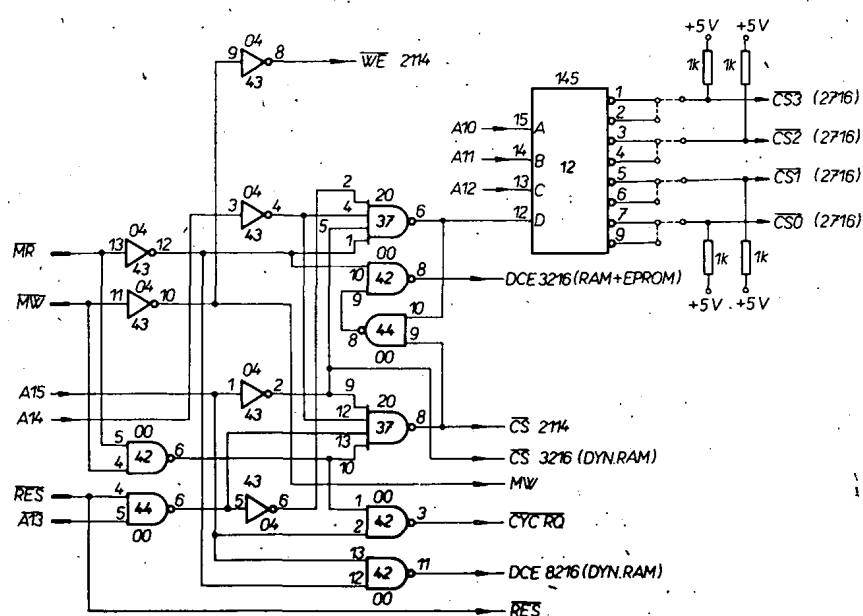 +5V +5V
1k 1k
04
9 8 WE 2114
43
145
A10 15 A
1 CS3 (2716)
2
3 CS2 (2716)
A11 14 B
4
12
A12 13 C
5 CS1 (2716)
6
12 D
7 CS0 (2716)
9
1k 1k
+5V +5V
04
3 4
43
2 20
4 37 6
5
1
MR 13 04 12
43
00
10 42 8 DCE 3216 (RAM+EPROM)
9
MW 11 04 10
43
10
8 44 9
00
A15 1 04 2
43
A14
9 20
12 37 8 CS 2114
13
10
CS 3216 (DYN.RAM)
MW
00
5 42 6
4
RES 4 44 6
A13 5
00
43
5 6
04
00
1 42 3 CYC RQ
2
13 42 11 DCE 8216 (DYN.RAM)
12
00
RES